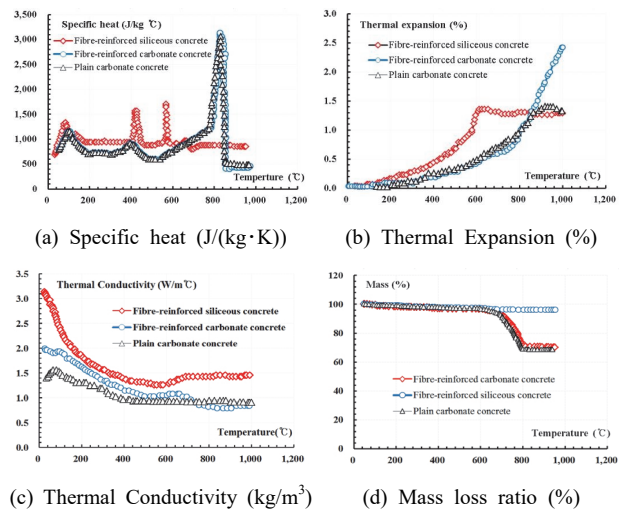 Specific heat (J/kg ℃)
Fibre-reinforced siliceous concrete
Fibre-reinforced carbonate concrete
Plain carbonate concrete
3,500
3,000
2,500
2,000
1,500
1,000
500
0
Temperture (℃)
0 200 400 600 800 1,000 1,200
(a) Specific heat (J/(kg·K))
Thermal expansion (%)
Fibre-reinforced siliceous concrete
Fibre-reinforced carbonate concrete
Plain carbonate concrete
3.0
2.5
2.0
1.5
1.0
0.5
0.0
Temperature (℃)
0 200 400 600 800 1,000 1,200
(b) Thermal Expansion (%)
Thermal Conductivity (W/m℃)
Fibre-reinforced siliceous concrete
Fibre-reinforced carbonate concrete
Plain carbonate concrete
3.5
3.0
2.5
2.0
1.5
1.0
0.5
0.0
Temperature(℃)
0 200 400 600 800 1,000 1,200
(c) Thermal Conductivity (kg/m³)
Mass (%)
120
100
80
60
40
20
0
Fibre-reinforced carbonate concrete
Fibre-reinforced siliceous concrete
Plain carbonate concrete
Temperature (℃)
0 200 400 600 800 1,000 1,200
(d) Mass loss ratio (%)